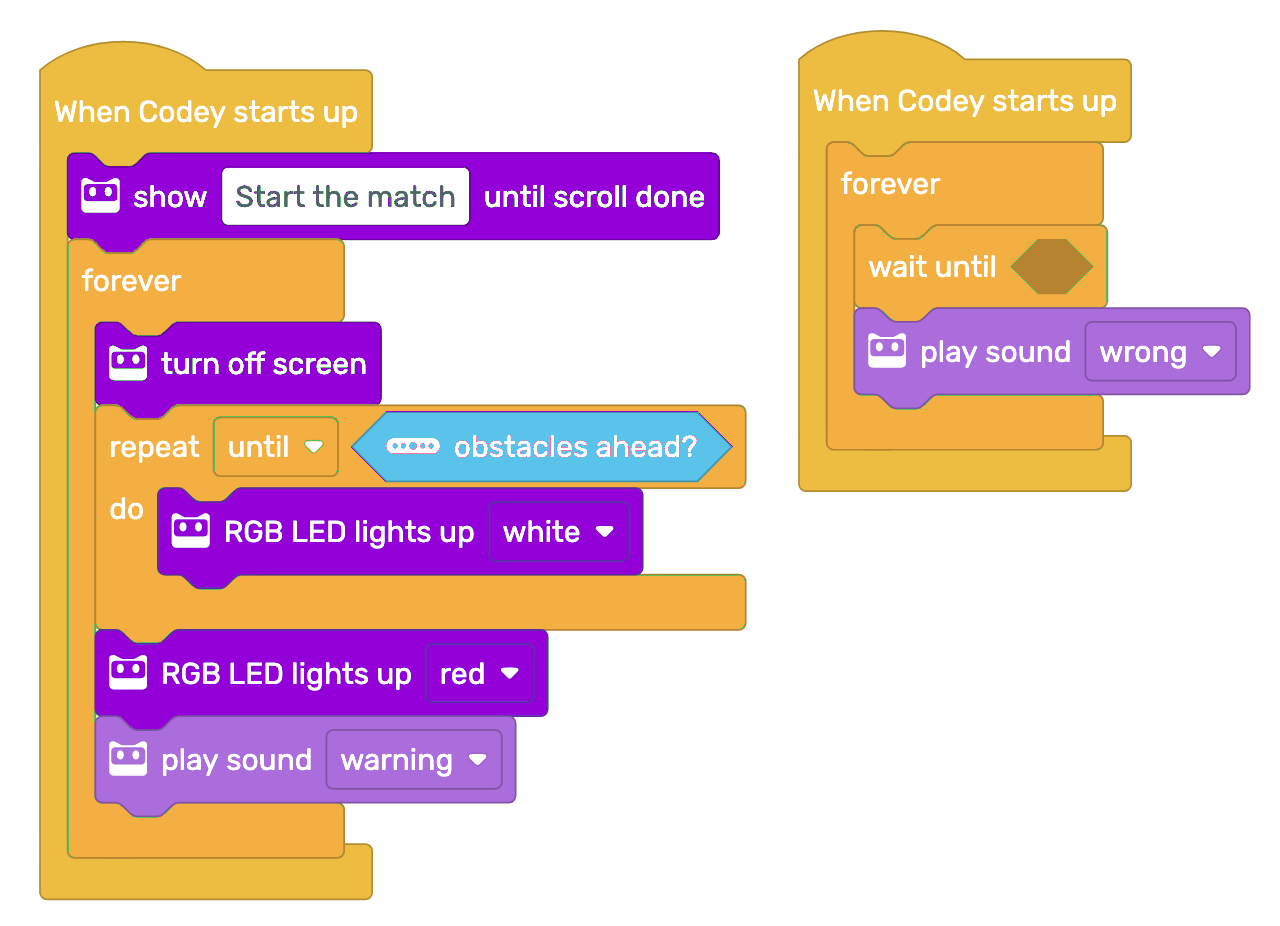 When Codey starts up
show Start the match until scroll done
forever
turn off screen
repeat until obstacles ahead?
do RGB LED lights up white
RGB LED lights up red
play sound warning
When Codey starts up
forever
wait until
play sound wrong